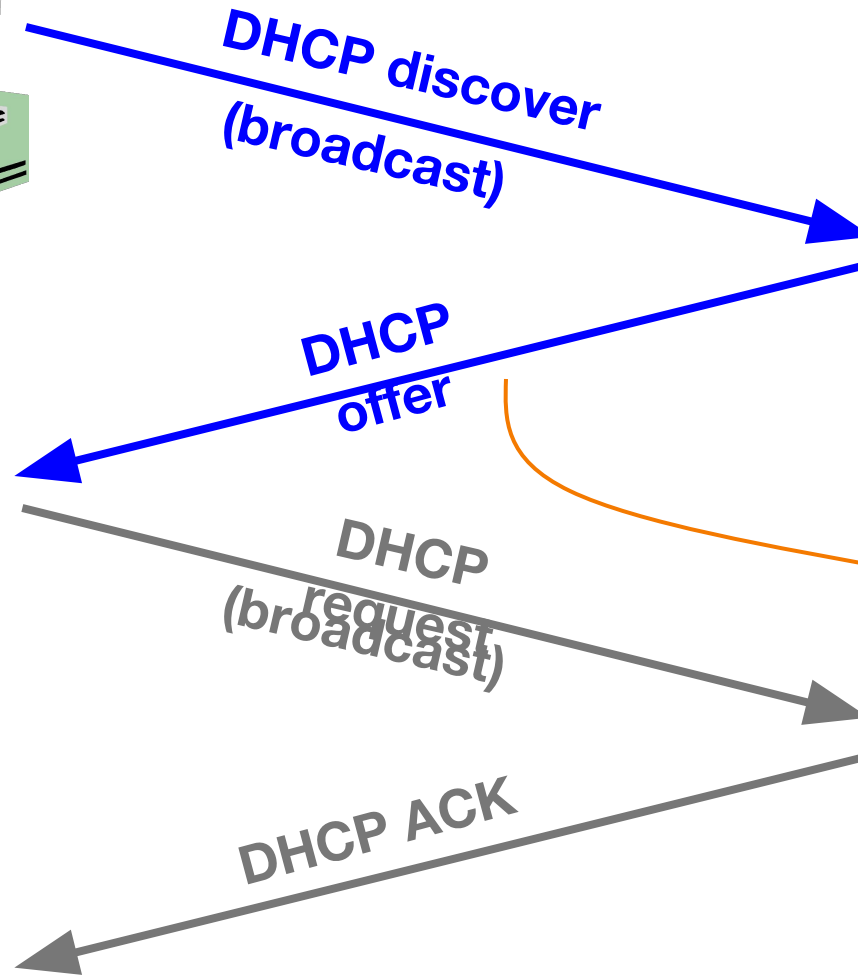 DHCP discover
(broadcast)
DHCP
offer
DHCP
request
(broadcast)
DHCP ACK